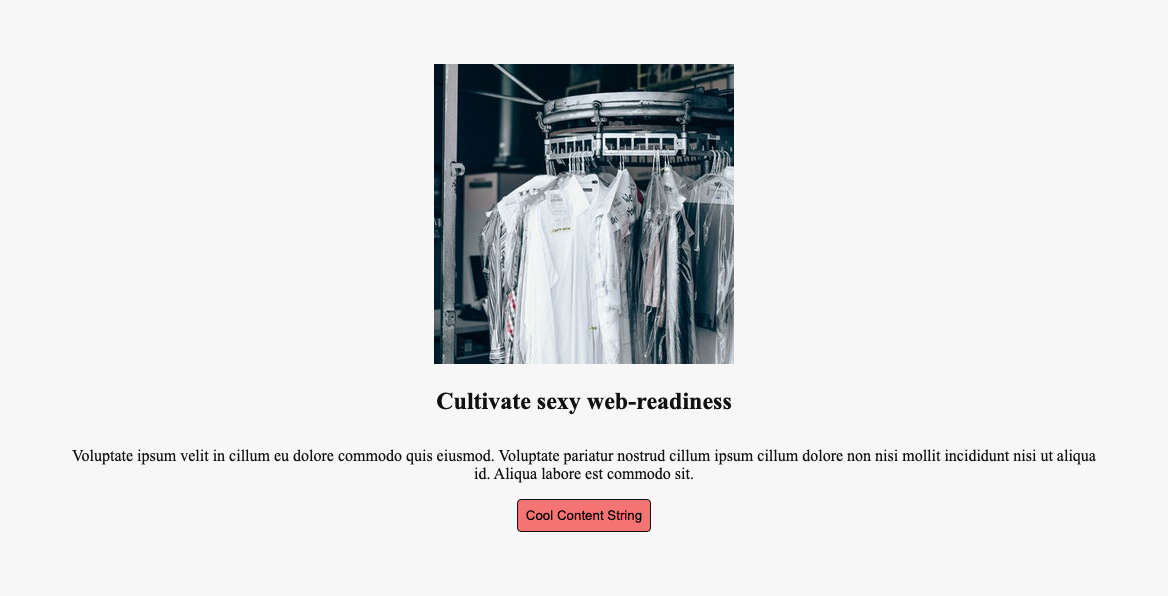 Cultivate sexy web-readiness
Voluptate ipsum velit in cillum eu dolore commodo quis eiusmod. Voluptate pariatur nostrud cillum ipsum cillum dolore non nisi mollit incididunt nisi ut aliqua
id. Aliqua labore est commodo sit.
Cool Content String